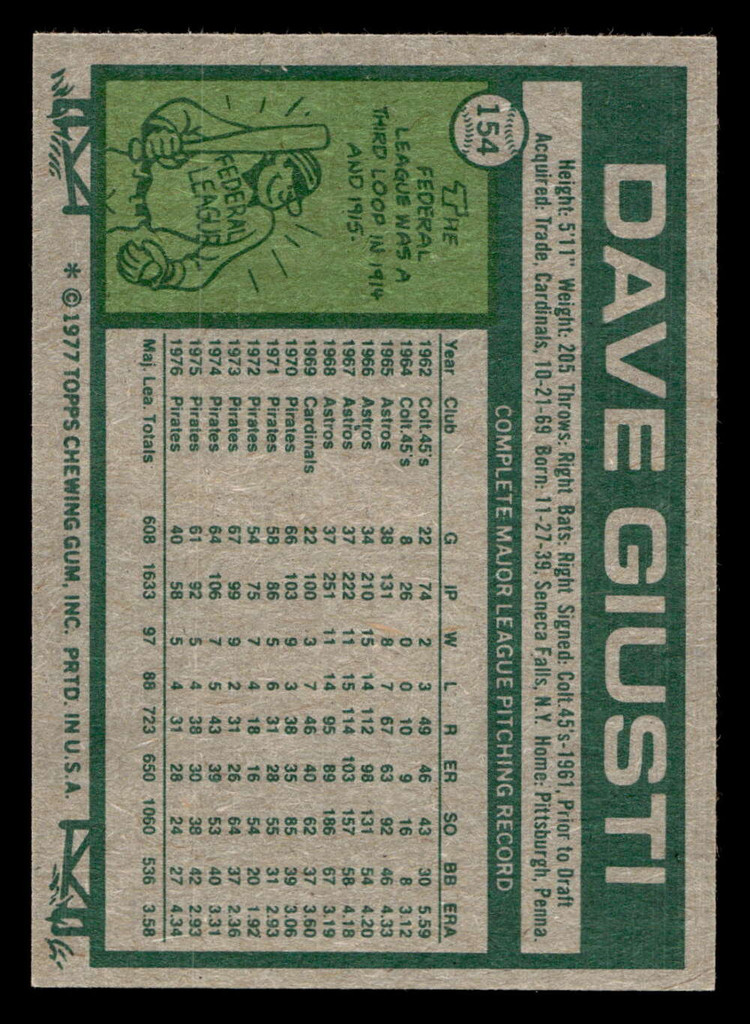 154
DAVE GIUSTI
Height: 5'11" Weight: 205 Throws: Right Bats: Right Signed: Colt.45's-1961, Prior to Draft
Acquired: Trade, Cardinals, 10-21-69 Born: 11-27-39, Seneca Falls, N.Y. Home: Pittsburgh, Penna.
COMPLETE MAJOR LEAGUE PITCHING RECORD
THE
FEDERAL
LEAGUE WAS A
THIRD LOOP IN 1914
AND 1915.
FEDERAL
LEAGUE
Year Club G IP W L R ER SO BB ERA
1962 Colt.45's 22 74 2 3 49 46 43 30 5.59
1964 Colt.45's 8 26 0 0 10 9 16 8 3.12
1965 Astros 38 131 8 7 67 63 92 46 4.33
1966 Astros 34 210 15 14 112 98 131 54 4.20
1967 Astros 37 222 11 15 114 103 157 58 4.18
1968 Astros 37 251 11 14 95 89 186 67 3.19
1969 Cardinals 22 100 3 7 46 40 62 37 3.60
1970 Pirates 66 103 9 3 38 35 85 39 3.06
1971 Pirates 58 86 5 6 31 28 55 31 2.93
1972 Pirates 54 75 7 4 18 16 54 20 1.92
1973 Pirates 67 99 9 2 31 26 64 37 2.36
1974 Pirates 64 106 7 5 43 39 53 40 3.31
1975 Pirates 61 92 5 4 38 30 38 42 2.93
1976 Pirates 40 58 5 4 31 28 24 27 4.34
Maj. Lea. Totals 608 1633 97 88 723 650 1060 536 3.58
* © 1977 TOPPS CHEWING GUM, INC. PRTD. IN U.S.A.